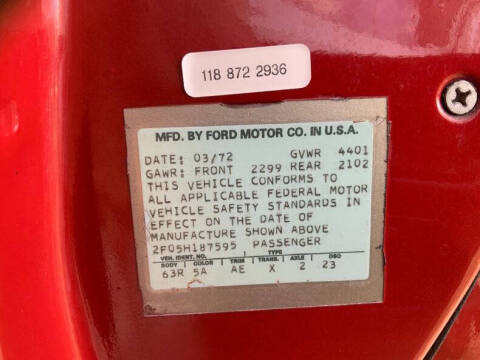 118 872 2936
MFD. BY FORD MOTOR CO. IN U.S.A.
DATE: 03/72 GVWR 4401
GAWR: FRONT 2299 REAR 2102
THIS VEHICLE CONFORMS TO
ALL APPLICABLE FEDERAL MOTOR
VEHICLE SAFETY STANDARDS IN
EFFECT ON THE DATE OF
MANUFACTURE SHOWN ABOVE
2F05H187595 PASSENGER
VEH. IDENT. NO. TYPE
BODY COLOR TRIM TRANS. AXLE DSO
63R 5A AE X 2 23